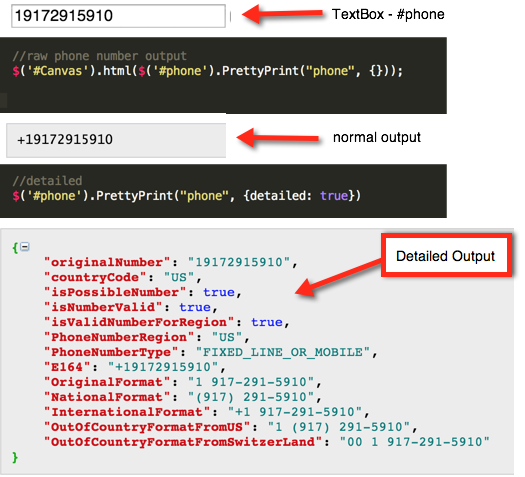 19172915910
TextBox - #phone
//raw phone number output
$('#Canvas').html($('#phone').PrettyPrint("phone", {}));
+19172915910
normal output
//detailed
$('#phone').PrettyPrint("phone", {detailed: true})
Detailed Output
{
"originalNumber": "19172915910",
"countryCode": "US",
"isPossibleNumber": true,
"isNumberValid": true,
"isValidNumberForRegion": true,
"PhoneNumberRegion": "US",
"PhoneNumberType": "FIXED_LINE_OR_MOBILE",
"E164": "+19172915910",
"OriginalFormat": "1 917-291-5910",
"NationalFormat": "(917) 291-5910",
"InternationalFormat": "+1 917-291-5910",
"OutOfCountryFormatFromUS": "1 (917) 291-5910",
"OutOfCountryFormatFromSwitzerLand": "00 1 917-291-5910"
}